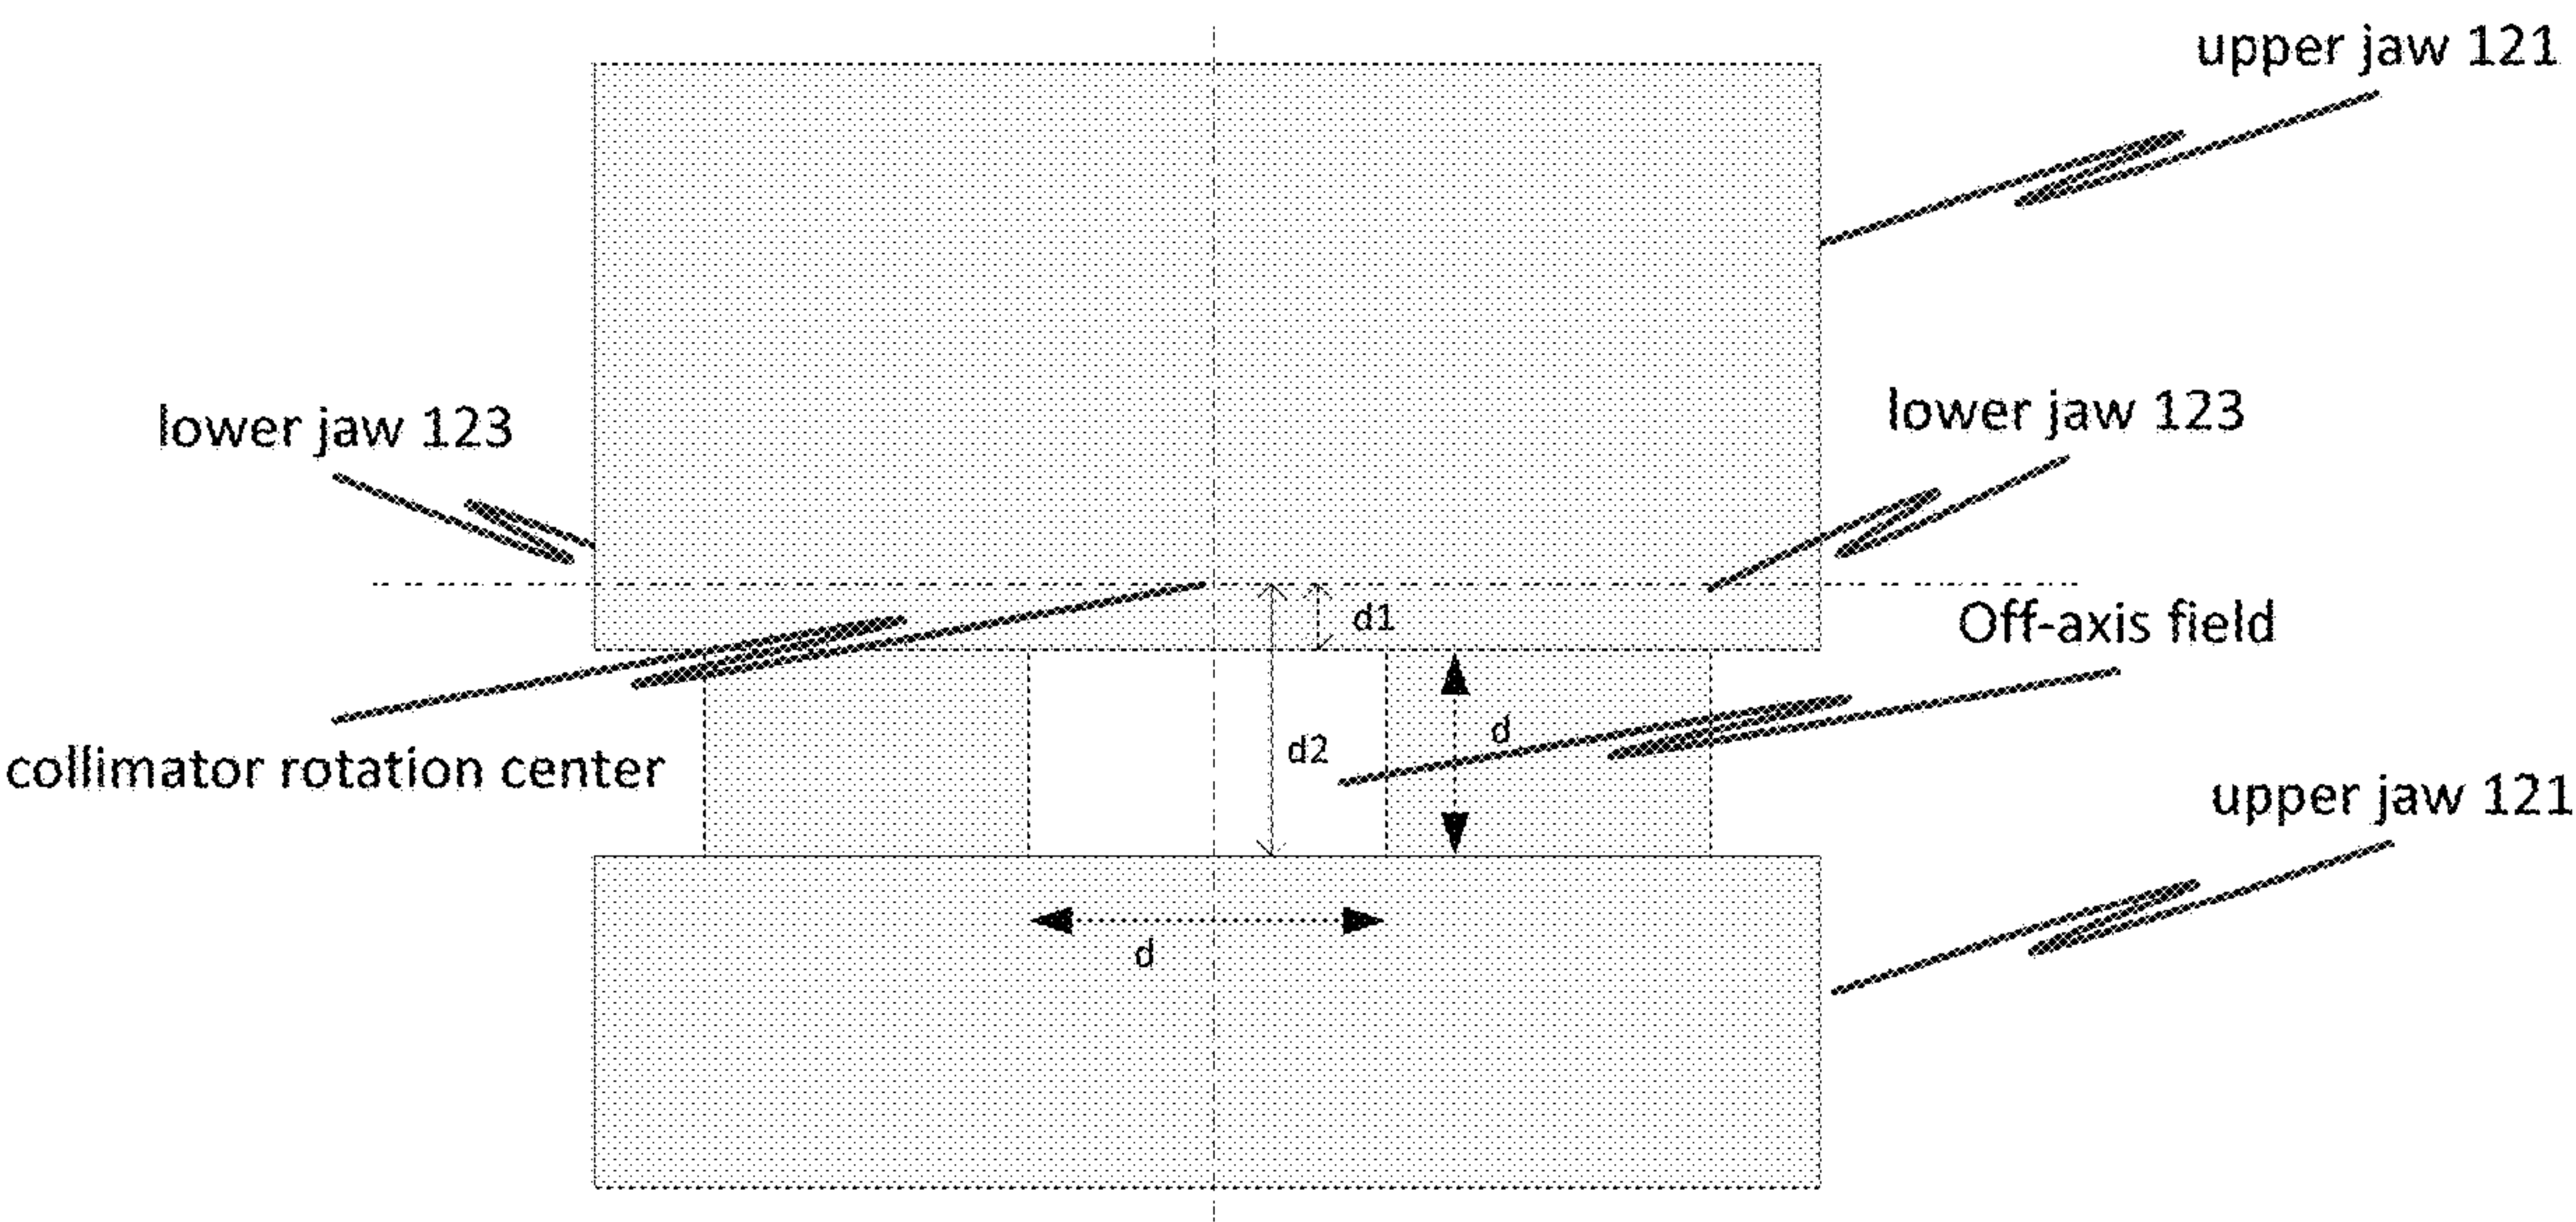 upper jaw 121
lower jaw 123
lower jaw 123
d1
Off-axis field
d
d2
collimator rotation center
upper jaw 121
d